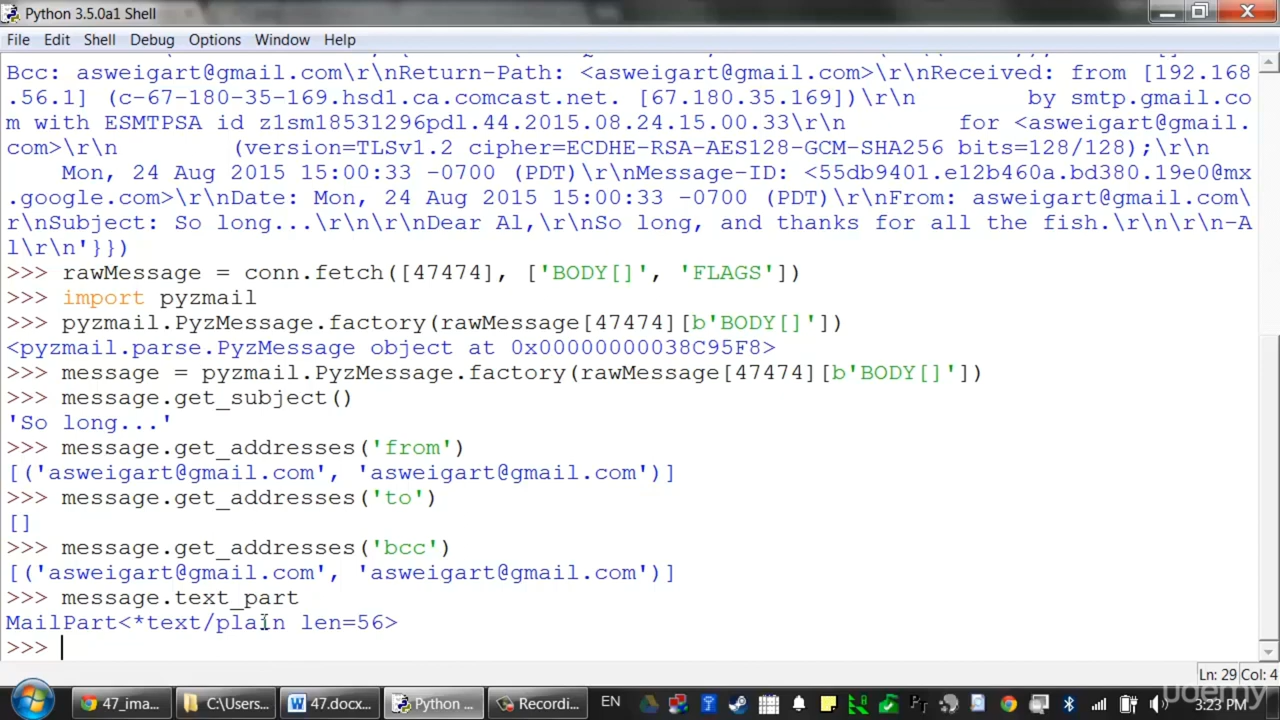 Python 3.5.0a1 Shell
File Edit Shell Debug Options Window Help
Bcc: asweigart@gmail.com\r\nReturn-Path: <asweigart@gmail.com>\r\nReceived: from [192.168
.56.1] (c-67-180-35-169.hsd1.ca.comcast.net. [67.180.35.169])\r\n        by smtp.gmail.co
m with ESMTPSA id z1sm18531296pdl.44.2015.08.24.15.00.33\r\n        for <asweigart@gmail.
com>\r\n        (version=TLSv1.2 cipher=ECDHE-RSA-AES128-GCM-SHA256 bits=128/128);\r\n
    Mon, 24 Aug 2015 15:00:33 -0700 (PDT)\r\nMessage-ID: <55db9401.e12b460a.bd380.19e0@mx
.google.com>\r\nDate: Mon, 24 Aug 2015 15:00:33 -0700 (PDT)\r\nFrom: asweigart@gmail.com\
r\nSubject: So long...\r\n\r\nDear Al,\r\nSo long, and thanks for all the fish.\r\n\r\n-A
l\r\n'}})
>>> rawMessage = conn.fetch([47474], ['BODY[]', 'FLAGS'])
>>> import pyzmail
>>> pyzmail.PyzMessage.factory(rawMessage[47474][b'BODY[]'])
<pyzmail.parse.PyzMessage object at 0x00000000038C95F8>
>>> message = pyzmail.PyzMessage.factory(rawMessage[47474][b'BODY[]'])
>>> message.get_subject()
'So long...'
>>> message.get_addresses('from')
[('asweigart@gmail.com', 'asweigart@gmail.com')]
>>> message.get_addresses('to')
[]
>>> message.get_addresses('bcc')
[('asweigart@gmail.com', 'asweigart@gmail.com')]
>>> message.text_part
MailPart<*text/plain len=56>
>>>
Ln: 29 Col: 4
47_ima... C:\Users... 47.docx... Python ... Recordi... EN 3:23 PM
udemy